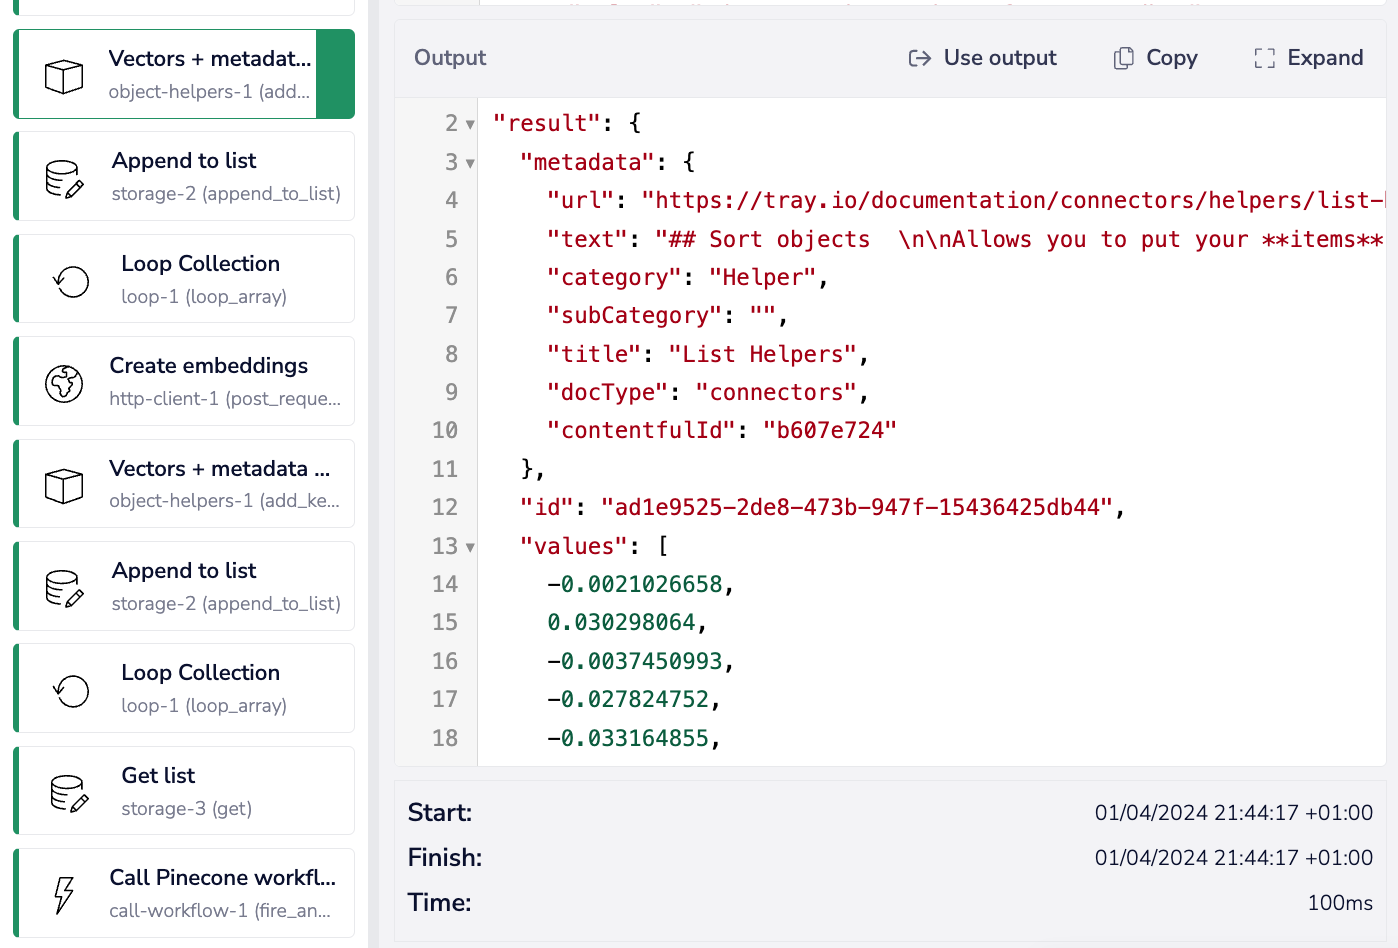 Vectors + metadat...
object-helpers-1 (add...
Append to list
storage-2 (append_to_list)
Loop Collection
loop-1 (loop_array)
Create embeddings
http-client-1 (post_reque...
Vectors + metadata ...
object-helpers-1 (add_ke...
Append to list
storage-2 (append_to_list)
Loop Collection
loop-1 (loop_array)
Get list
storage-3 (get)
Call Pinecone workfl...
call-workflow-1 (fire_an...
Output
Use output
Copy
Expand
2 "result": {
3 "metadata": {
4 "url": "https://tray.io/documentation/connectors/helpers/list-
5 "text": "## Sort objects  \n\nAllows you to put your **items**
6 "category": "Helper",
7 "subCategory": "",
8 "title": "List Helpers",
9 "docType": "connectors",
10 "contentfulId": "b607e724"
11 },
12 "id": "ad1e9525-2de8-473b-947f-15436425db44",
13 "values": [
14 -0.0021026658,
15 0.030298064,
16 -0.0037450993,
17 -0.027824752,
18 -0.033164855,
Start: 01/04/2024 21:44:17 +01:00
Finish: 01/04/2024 21:44:17 +01:00
Time: 100ms